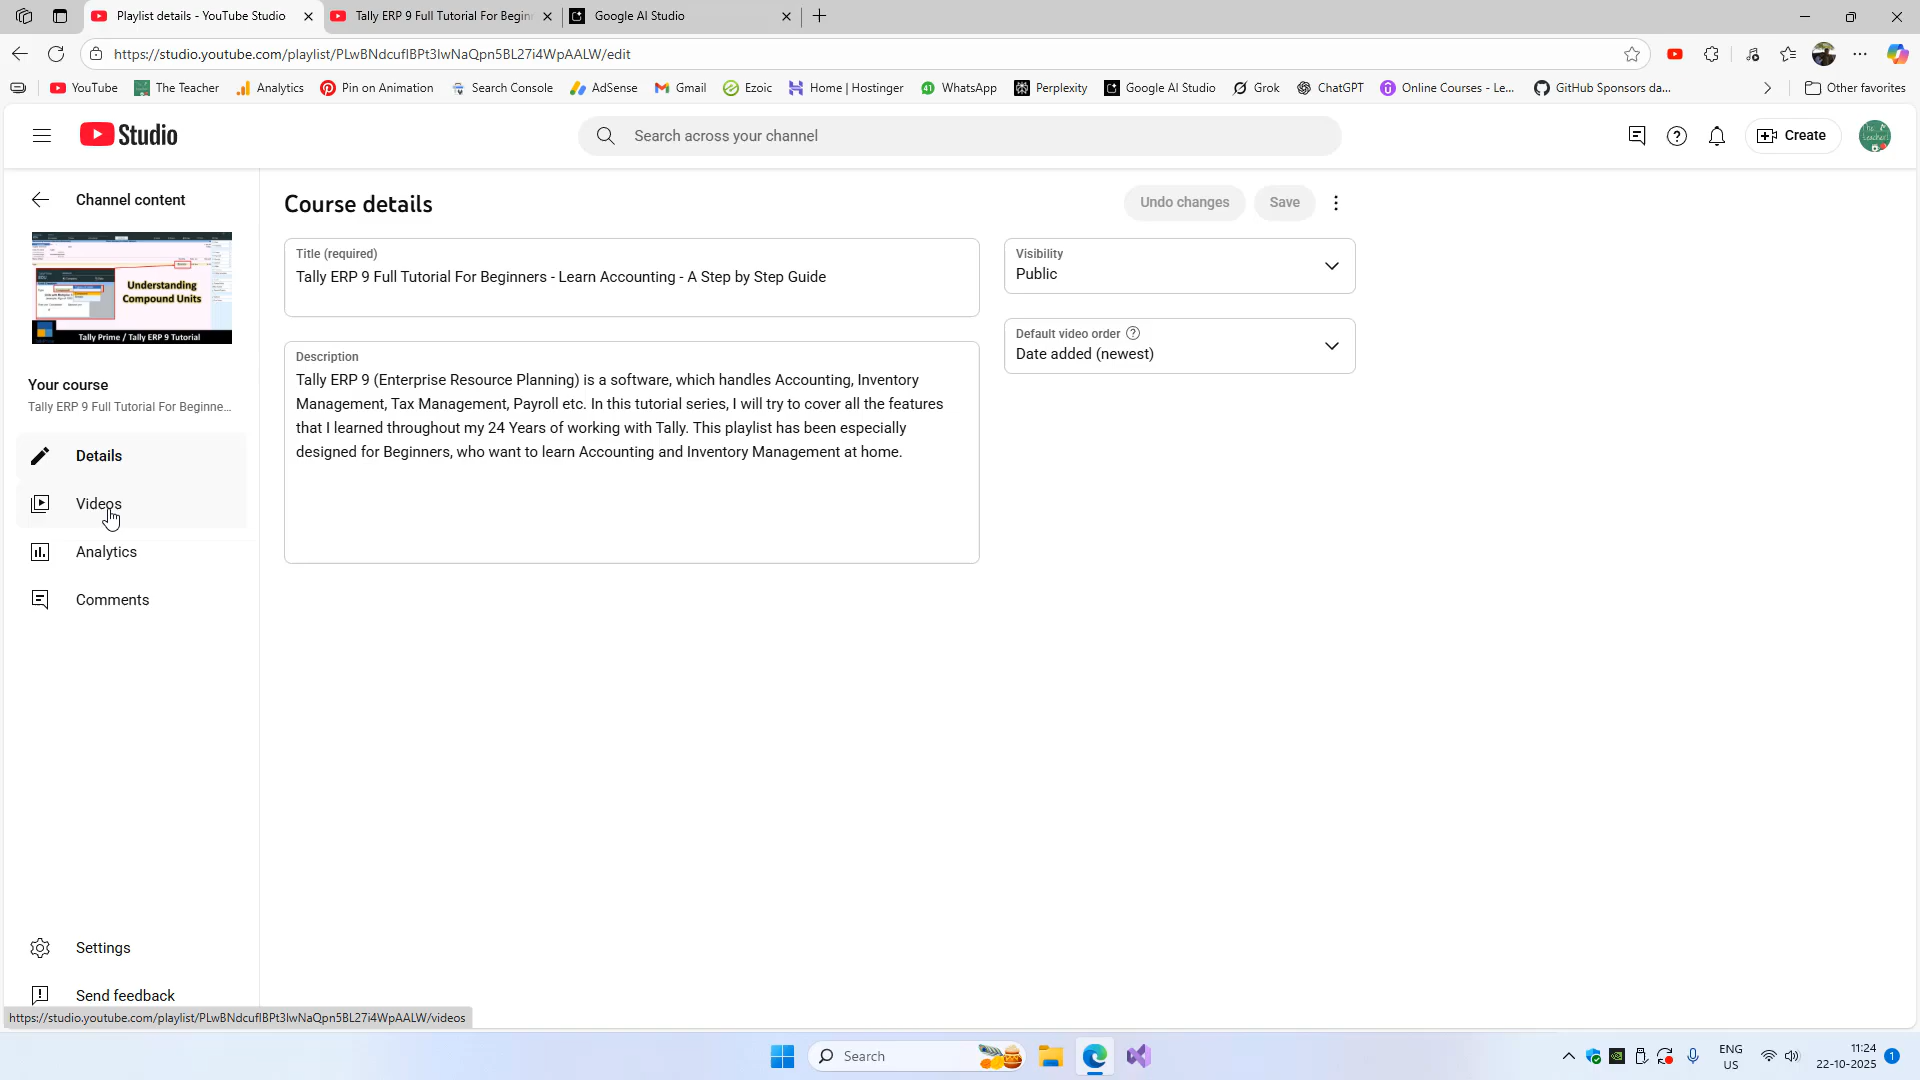 Playlist details - YouTube Studio
Tally ERP 9 Full Tutorial For Begin
Google AI Studio
https://studio.youtube.com/playlist/PLwBNdcufIBPt3IwNaQpn5BL27i4WpAALW/edit
YouTube
The Teacher
Analytics
Pin on Animation
Search Console
AdSense
Gmail
Ezoic
Home | Hostinger
WhatsApp
Perplexity
Google AI Studio
Grok
ChatGPT
Online Courses - Le...
GitHub Sponsors da...
Other favorites
Studio
Search across your channel
Create
Channel content
Understanding
Compound Units
Tally Prime / Tally ERP 9 Tutorial
Your course
Tally ERP 9 Full Tutorial For Beginne...
Details
Videos
Analytics
Comments
Settings
Send feedback
Course details
Undo changes
Save
Title (required)
Tally ERP 9 Full Tutorial For Beginners - Learn Accounting - A Step by Step Guide
Description
Tally ERP 9 (Enterprise Resource Planning) is a software, which handles Accounting, Inventory
Management, Tax Management, Payroll etc. In this tutorial series, I will try to cover all the features
that I learned throughout my 24 Years of working with Tally. This playlist has been especially
designed for Beginners, who want to learn Accounting and Inventory Management at home.
Visibility
Public
Default video order
Date added (newest)
https://studio.youtube.com/playlist/PLwBNdcufIBPt3IwNaQpn5BL27i4WpAALW/videos
Search
ENG
US
11:24
22-10-2025
1